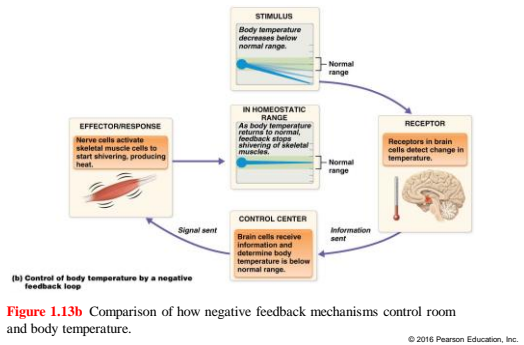 STIMULUS
Body temperature
decreases below
normal range.
Normal
range
IN HOMEOSTATIC
RANGE
As body temperature
returns to normal,
feedback stops
shivering of skeletal
muscles.
Normal
range
EFFECTOR/RESPONSE
Nerve cells activate
skeletal muscle cells to
start shivering, producing
heat.
RECEPTOR
Receptors in brain
cells detect change in
temperature.
CONTROL CENTER
Brain cells receive
information and
determine body
temperature is below
normal range.
Signal sent
Information
sent
(b) Control of body temperature by a negative
feedback loop
Figure 1.13b Comparison of how negative feedback mechanisms control room
and body temperature.
© 2016 Pearson Education, Inc.